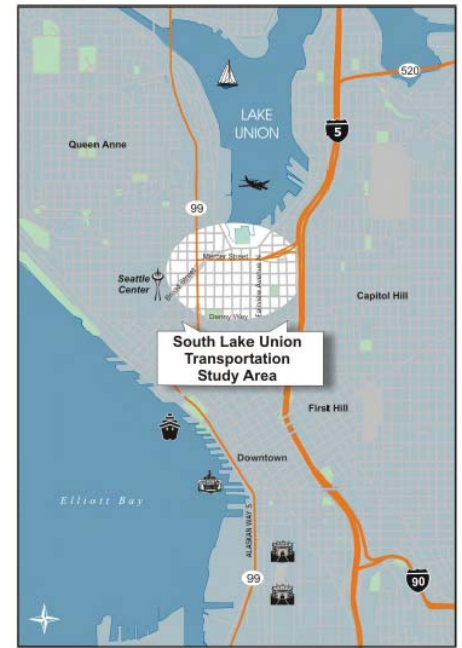 520
LAKE
UNION
5
Queen Anne
99
Mercer Street
Seattle
Center
Broad Street
Fairview Avenue N
Capitol Hill
Denny Way
South Lake Union
Transportation
Study Area
First Hill
Downtown
Elliott Bay
ALASKAN WAY S
99
90